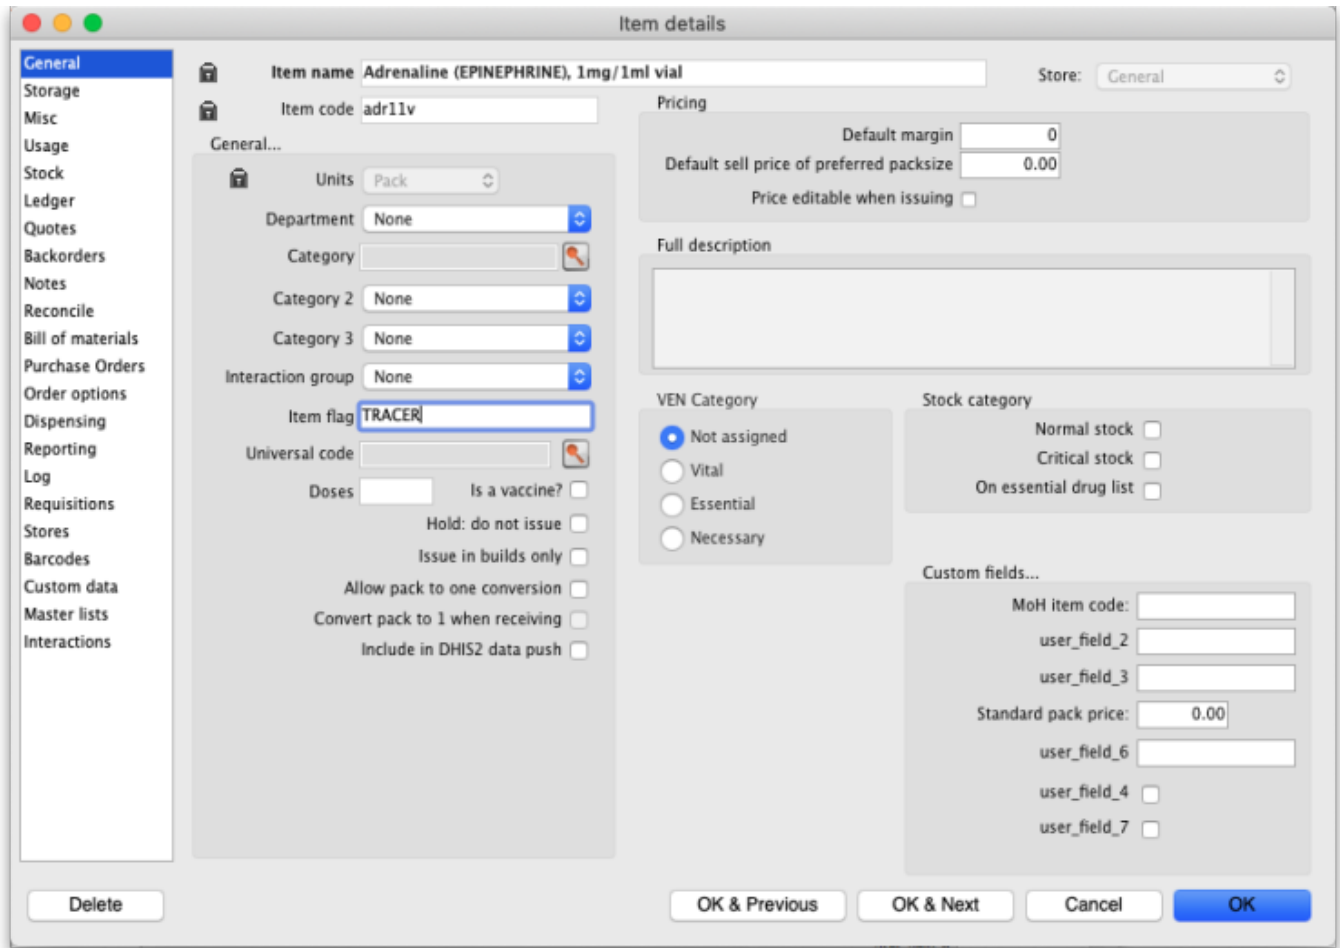 Item details
General
Storage
Misc
Usage
Stock
Ledger
Quotes
Backorders
Notes
Reconcile
Bill of materials
Purchase Orders
Order options
Dispensing
Reporting
Log
Requisitions
Stores
Barcodes
Custom data
Master lists
Interactions
Item name Adrenaline (EPINEPHRINE), 1mg/1ml vial
Store: General
Item code adr11v
General...
Units Pack
Department None
Category
Category 2 None
Category 3 None
Interaction group None
Item flag TRACER
Universal code
Doses Is a vaccine?
Hold: do not issue
Issue in builds only
Allow pack to one conversion
Convert pack to 1 when receiving
Include in DHIS2 data push
Pricing
Default margin 0
Default sell price of preferred packsize 0.00
Price editable when issuing
Full description
VEN Category
Not assigned
Vital
Essential
Necessary
Stock category
Normal stock
Critical stock
On essential drug list
Custom fields...
MoH item code:
user_field_2
user_field_3
Standard pack price: 0.00
user_field_6
user_field_4
user_field_7
Delete
OK & Previous
OK & Next
Cancel
OK